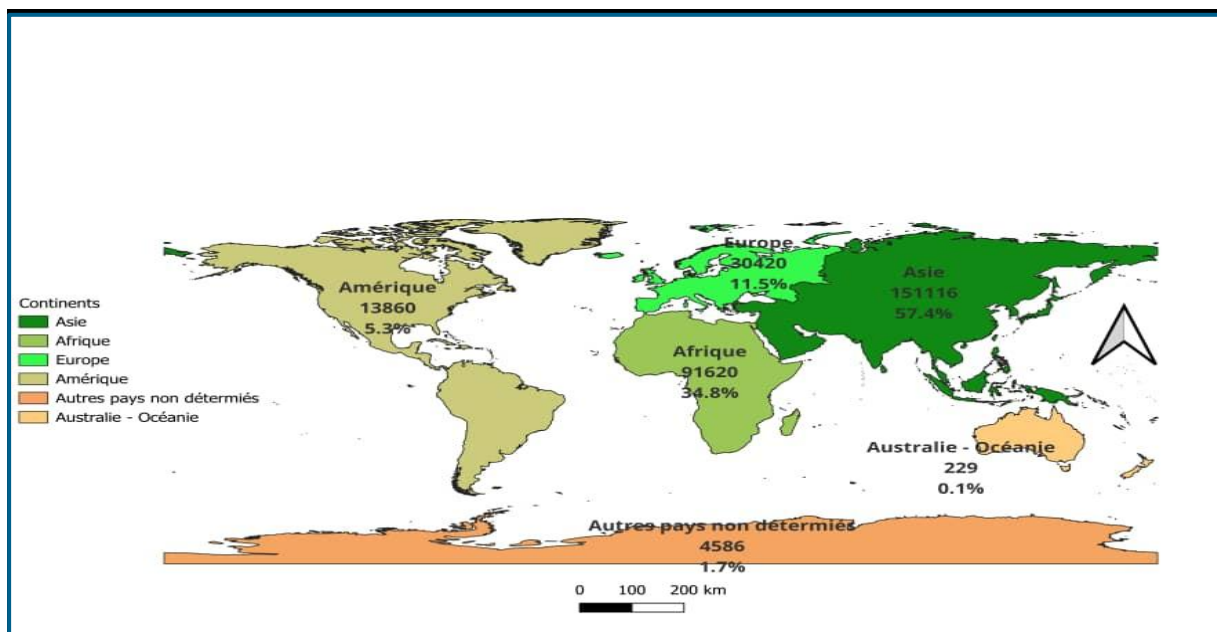 Europe
30420
11.5%
Asie
151116
57.4%
Amérique
13860
5.3%
Continents
Asie
Afrique
Europe
Amérique
Autres pays non détermiés
Australie - Océanie
Afrique
91620
34.8%
Australie - Océanie
229
0.1%
Autres pays non détermiés
4586
1.7%
0 100 200 km